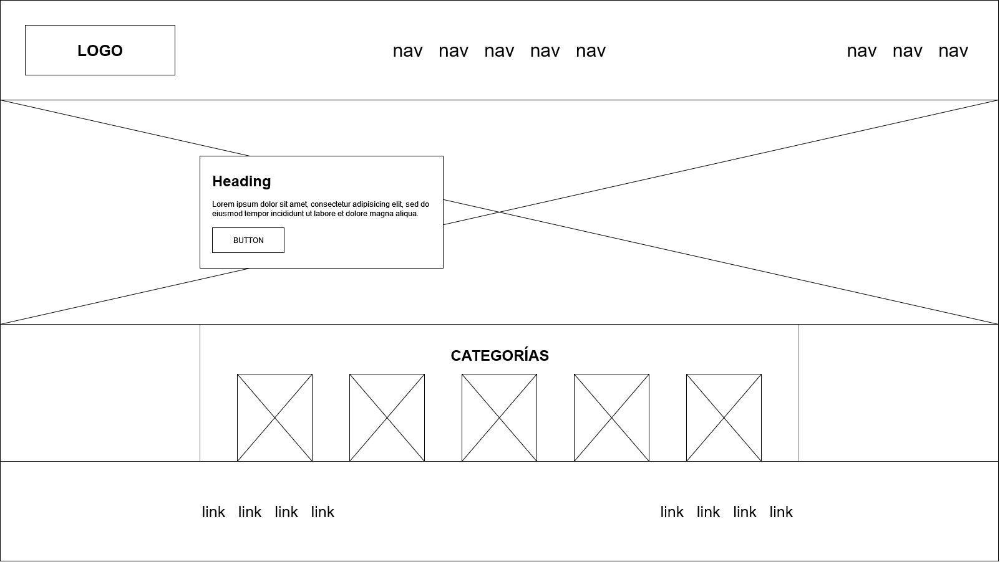 LOGO
nav nav nav nav nav
nav nav nav
Heading
Lorem ipsum dolor sit amet, consectetur adipisicing elit, sed do
eiusmod tempor incididunt ut labore et dolore magna aliqua.
BUTTON
CATEGORÍAS
link link link link
link link link link